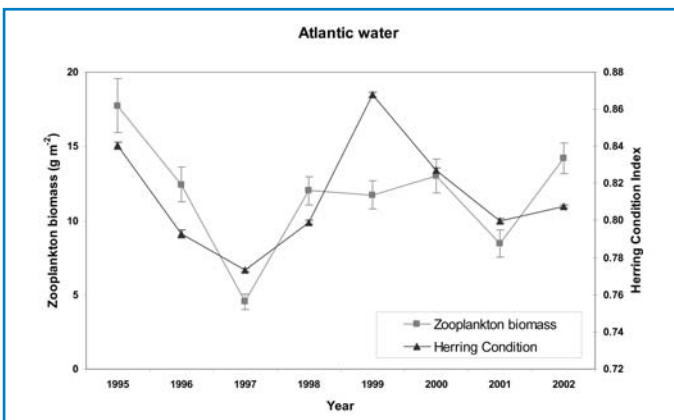 Atlantic water
Zooplankton biomass (g m-2)
20
15
10
5
0
0.88
0.86
0.84
0.82
0.80
0.78
0.76
0.74
0.72
Herring Condition Index
Zooplankton biomass
Herring Condition
1995 1996 1997 1998 1999 2000 2001 2002
Year